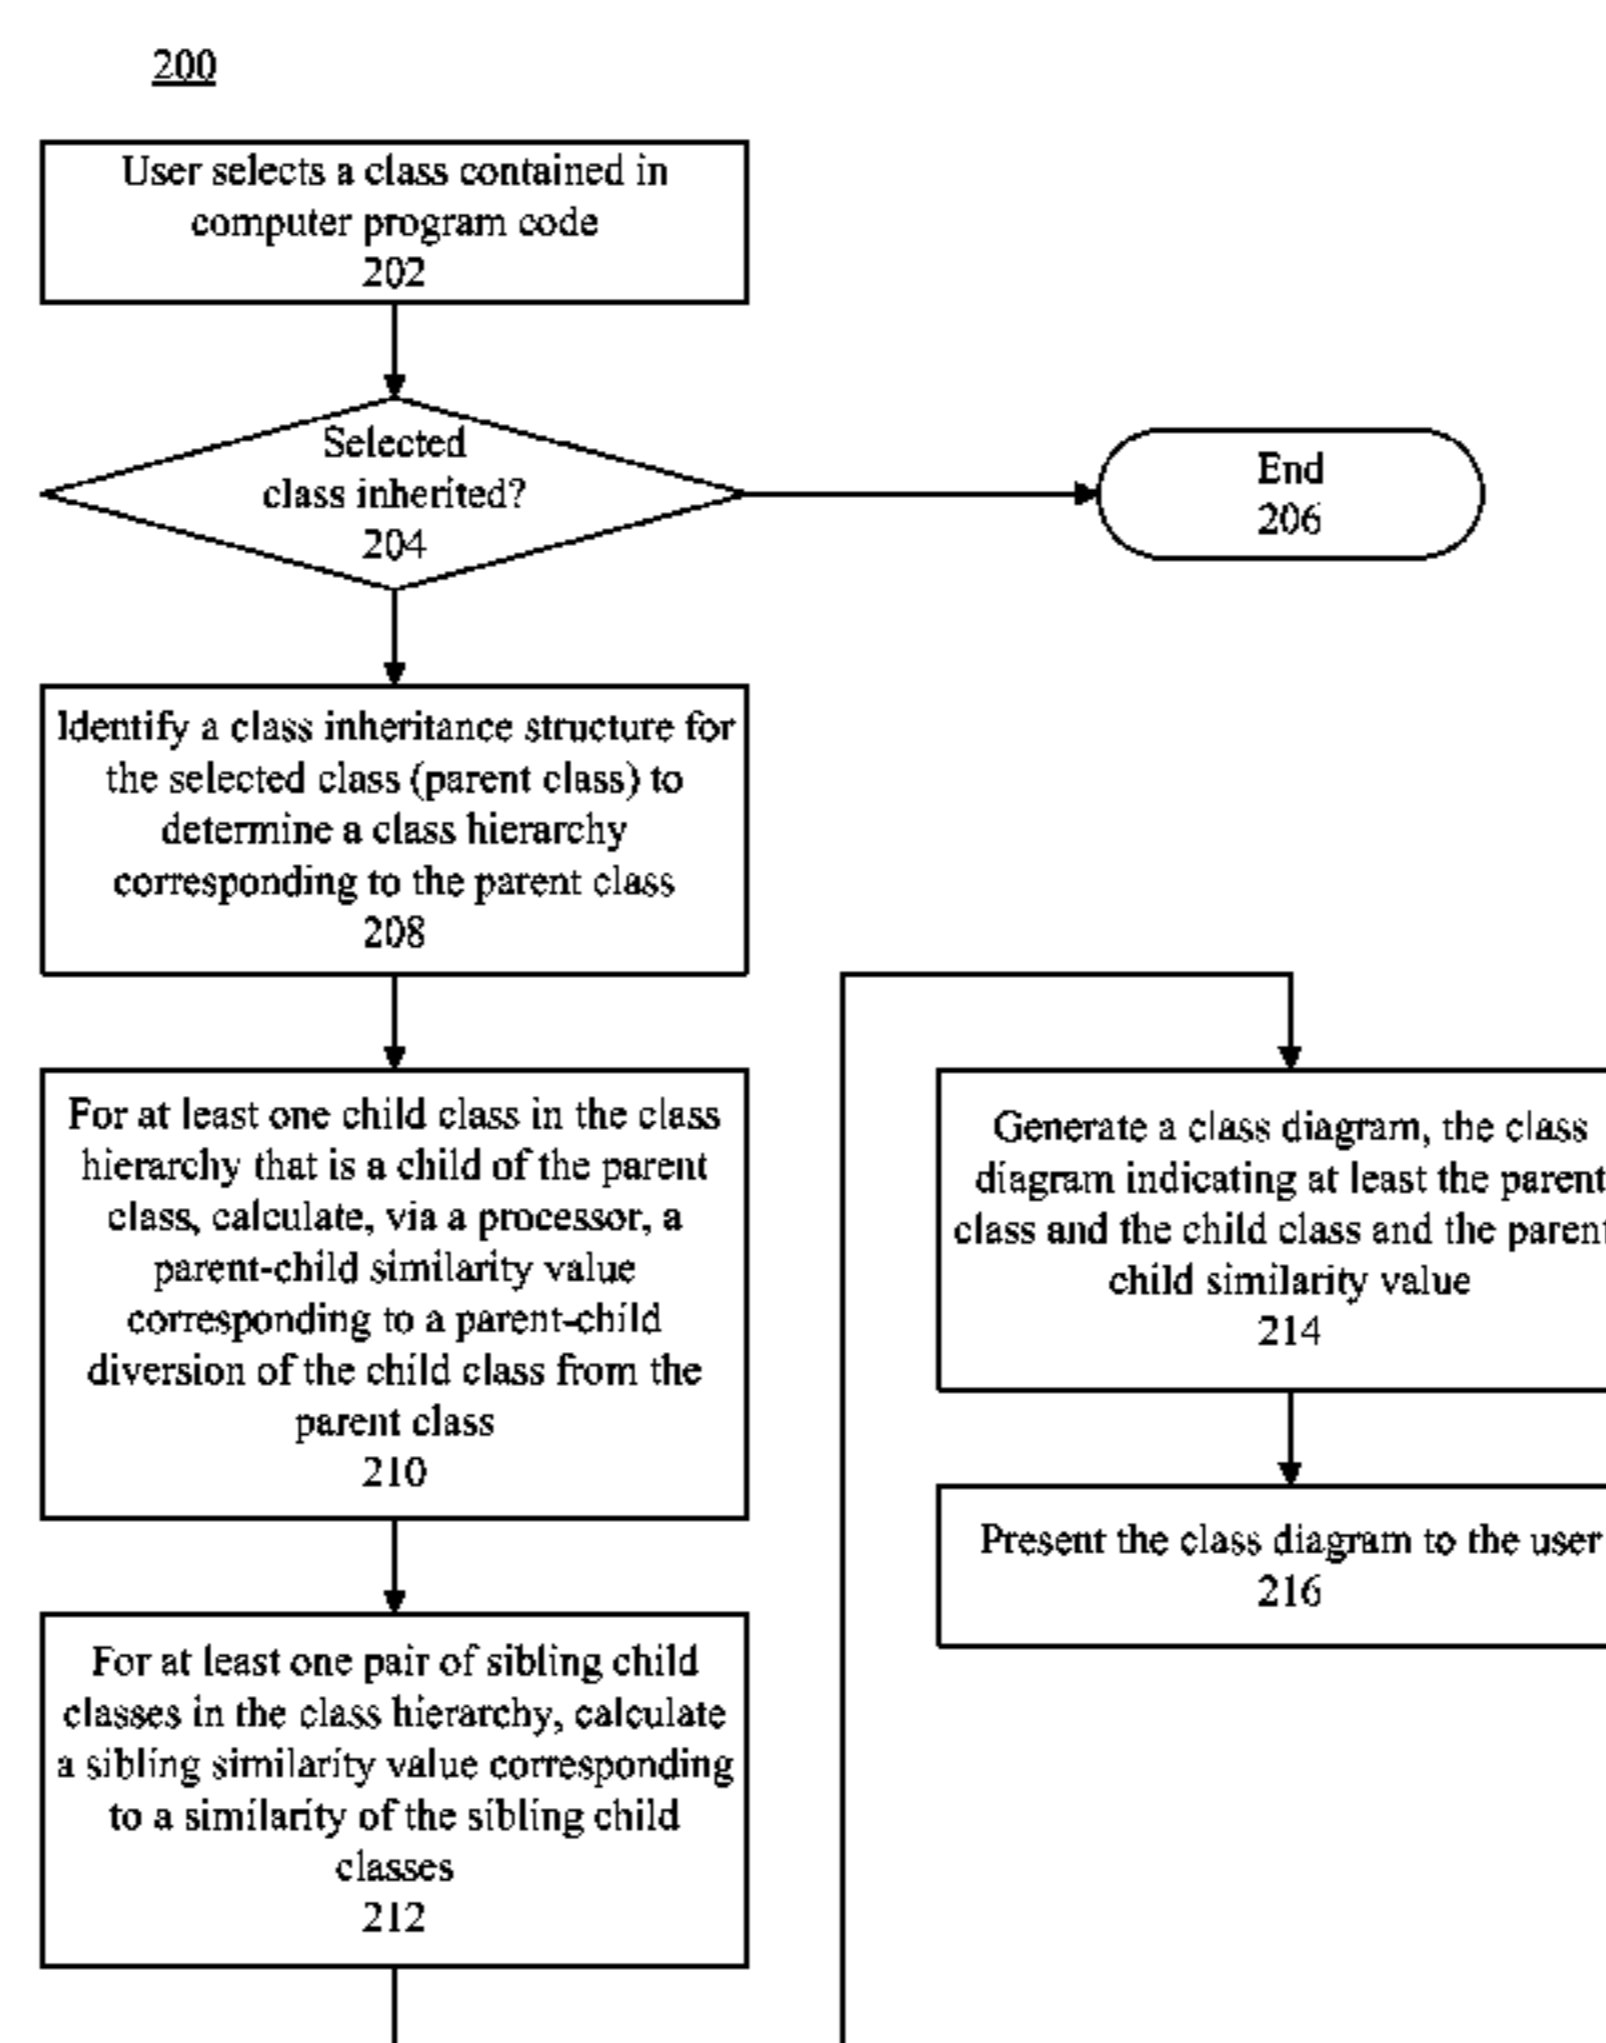 200
User selects a class contained in
computer program code
202
Selected
class inherited?
204
End
206
Identify a class inheritance structure for
the selected class (parent class) to
determine a class hierarchy
corresponding to the parent class
208
For at least one child class in the class
hierarchy that is a child of the parent
class, calculate, via a processor, a
parent-child similarity value
corresponding to a parent-child
diversion of the child class from the
parent class
210
For at least one pair of sibling child
classes in the class hierarchy, calculate
a sibling similarity value corresponding
to a similarity of the sibling child
classes
212
Generate a class diagram, the class
diagram indicating at least the parent
class and the child class and the parent
child similarity value
214
Present the class diagram to the user
216